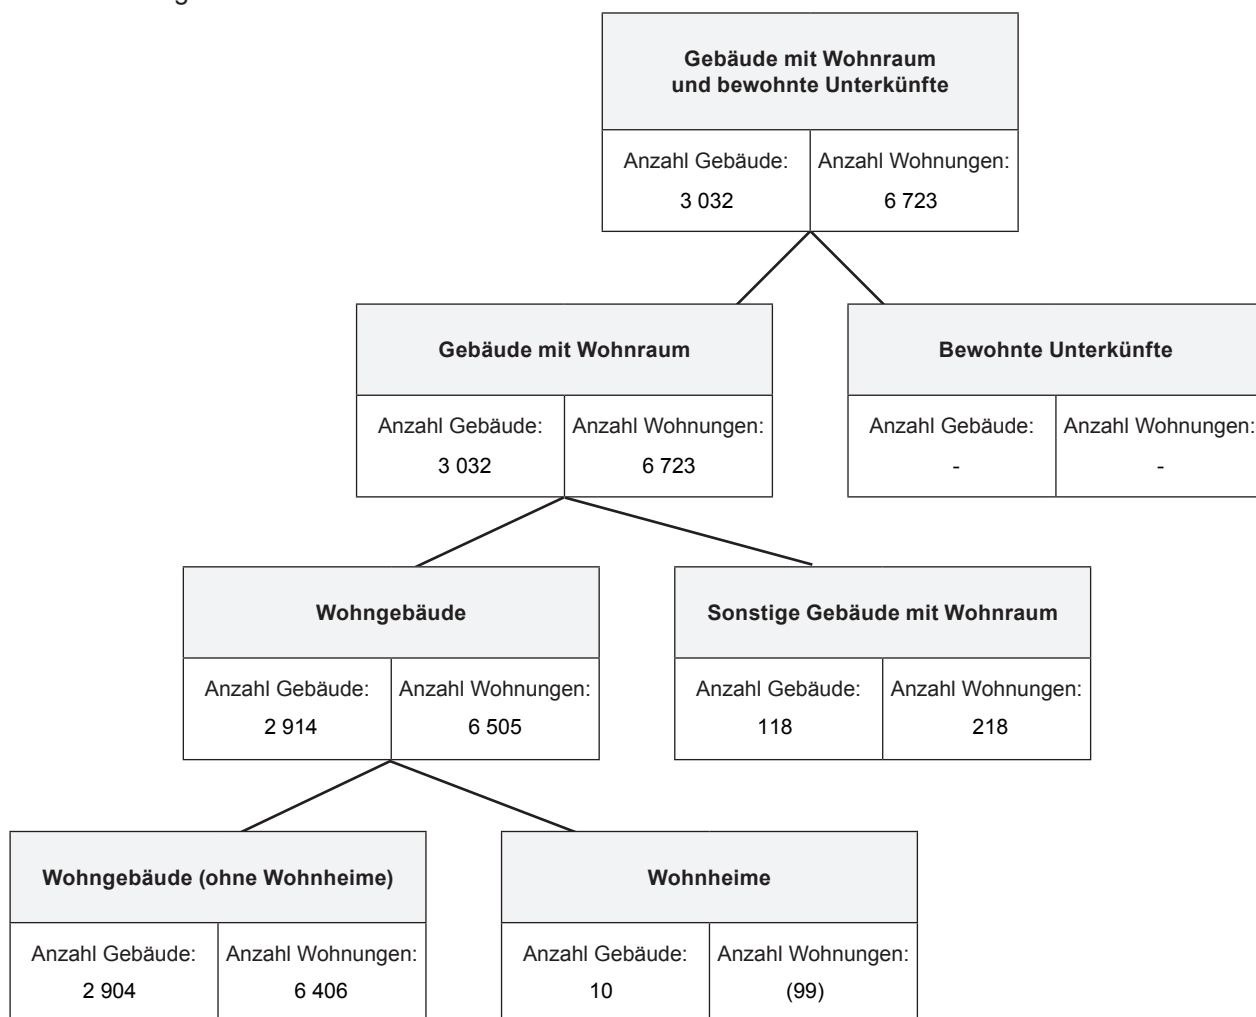 Gebäude mit Wohnraum
und bewohnte Unterkünfte
Anzahl Gebäude: Anzahl Wohnungen:
3 032 6 723
Gebäude mit Wohnraum
Anzahl Gebäude: Anzahl Wohnungen:
3 032 6 723
Bewohnte Unterkünfte
Anzahl Gebäude: Anzahl Wohnungen:
- -
Wohngebäude
Anzahl Gebäude: Anzahl Wohnungen:
2 914 6 505
Sonstige Gebäude mit Wohnraum
Anzahl Gebäude: Anzahl Wohnungen:
118 218
Wohngebäude (ohne Wohnheime)
Anzahl Gebäude: Anzahl Wohnungen:
2 904 6 406
Wohnheime
Anzahl Gebäude: Anzahl Wohnungen:
10 (99)